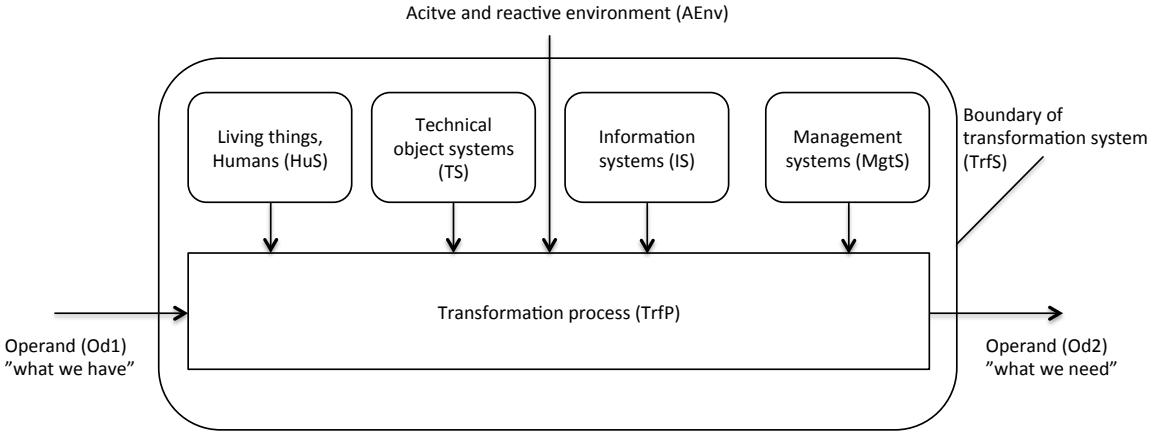 Acitve and reactive environment (AEnv)
Living things,
Humans (HuS)
Technical
object systems
(TS)
Information
systems (IS)
Management
systems (MgtS)
Boundary of
transformation system
(TrfS)
Transformation process (TrfP)
Operand (Od1)
”what we have”
Operand (Od2)
”what we need”